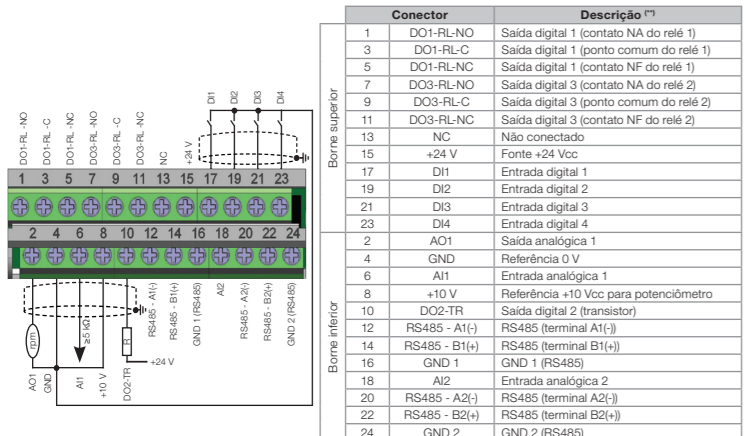 Conector Descrição (**)
Borne superior
1 DO1-RL-NO Saída digital 1 (contato NA do relé 1)
3 DO1-RL-C Saída digital 1 (ponto comum do relé 1)
5 DO1-RL-NC Saída digital 1 (contato NF do relé 1)
7 DO3-RL-NO Saída digital 3 (contato NA do relé 2)
9 DO3-RL-C Saída digital 3 (ponto comum do relé 2)
11 DO3-RL-NC Saída digital 3 (contato NF do relé 2)
13 NC Não conectado
15 +24 V Fonte +24 Vcc
17 DI1 Entrada digital 1
19 DI2 Entrada digital 2
21 DI3 Entrada digital 3
23 DI4 Entrada digital 4
Borne inferior
2 AO1 Saída analógica 1
4 GND Referência 0 V
6 AI1 Entrada analógica 1
8 +10 V Referência +10 Vcc para potenciômetro
10 DO2-TR Saída digital 2 (transistor)
12 RS485 - A1(-) RS485 (terminal A1(-))
14 RS485 - B1(+) RS485 (terminal B1(+))
16 GND 1 GND 1 (RS485)
18 AI2 Entrada analógica 2
20 RS485 - A2(-) RS485 (terminal A2(-))
22 RS485 - B2(+) RS485 (terminal B2(+))
24 GND 2 GND 2 (RS485)
DO1-RL -NO
DO1-RL -C
DO1-RL -NC
DO3-RL -NO
DO3-RL -C
DO3-RL -NC
NC
+24 V
DI1
DI2
DI3
DI4
1 3 5 7 9 11 13 15 17 19 21 23
2 4 6 8 10 12 14 16 18 20 22 24
rpm
≥5 kΩ
R
+24 V
AO1
GND
AI1
+10 V
DO2-TR
RS485 - A1(-)
RS485 - B1(+)
GND 1 (RS485)
AI2
RS485 - A2(-)
RS485 - B2(+)
GND 2 (RS485)